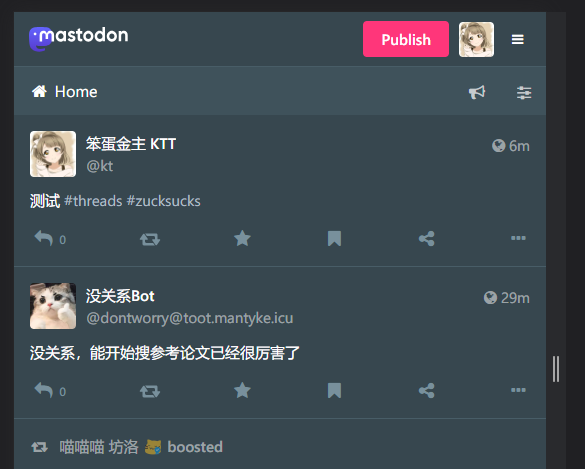 mastodon
Publish
Home
笨蛋金主 KTT
6m
@kt
测试 #threads #zucksucks
0
没关系Bot
29m
@dontworry@toot.mantyke.icu
没关系，能开始搜参考论文已经很厉害了
0
喵喵喵 坊洛 boosted